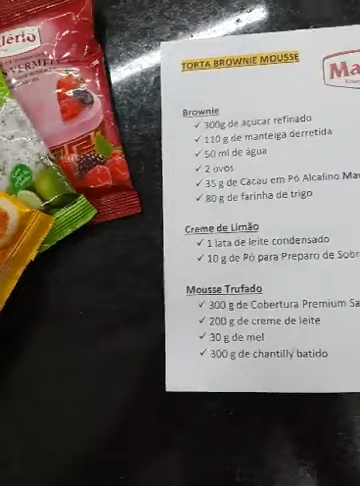 lério
VERMEL
TORTA BROWNIE MOUSSE
Ma
Brownie
✓ 300g de açúcar refinado
✓ 110 g de manteiga derretida
✓ 50 ml de água
✓ 2 ovos
✓ 35 g de Cacau em Pó Alcalino Mav
✓ 80 g de farinha de trigo
Creme de Limão
✓ 1 lata de leite condensado
✓ 10 g de Pó para Preparo de Sobr
Mousse Trufado
✓ 300 g de Cobertura Premium Sa
✓ 200 g de creme de leite
✓ 30 g de mel
✓ 300 g de chantilly batido